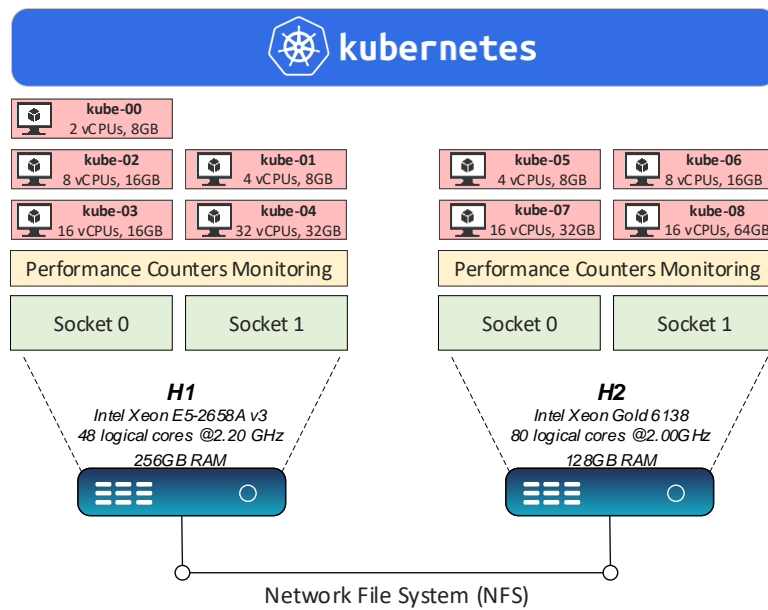 kubernetes
kube-00
2 vCPUs, 8GB
kube-02
8 vCPUs, 16GB
kube-01
4 vCPUs, 8GB
kube-03
16 vCPUs, 16GB
kube-04
32 vCPUs, 32GB
kube-05
4 vCPUs, 8GB
kube-06
8 vCPUs, 16GB
kube-07
16 vCPUs, 32GB
kube-08
16 vCPUs, 64GB
Performance Counters Monitoring
Performance Counters Monitoring
Socket 0
Socket 1
Socket 0
Socket 1
H1
Intel Xeon E5-2658A v3
48 logical cores @2.20 GHz
256GB RAM
H2
Intel Xeon Gold 6138
80 logical cores @2.00GHz
128GB RAM
Network File System (NFS)